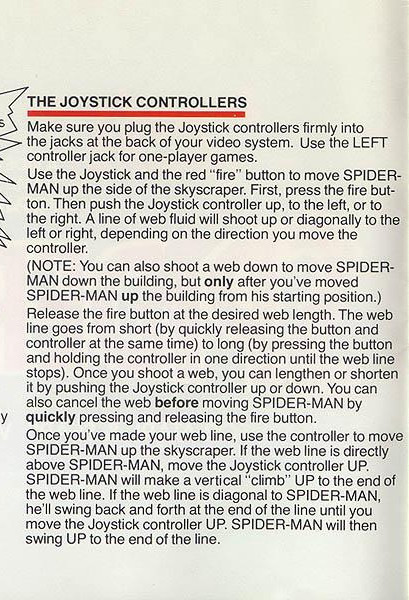 THE JOYSTICK CONTROLLERS
Make sure you plug the Joystick controllers firmly into
the jacks at the back of your video system. Use the LEFT
controller jack for one-player games.
Use the Joystick and the red “fire” button to move SPIDER-
MAN up the side of the skyscraper. First, press the fire but-
ton. Then push the Joystick controller up, to the left, or to
the right. A line of web fluid will shoot up or diagonally to the
left or right, depending on the direction you move the
controller.
(NOTE: You can also shoot a web down to move SPIDER-
MAN down the building, but only after you've moved
SPIDER-MAN up the building from his starting position.)
Release the fire button at the desired web length. The web
line goes from short (by quickly releasing the button and
controller at the same time) to long (by pressing the button
and holding the controller in one direction until the web line
stops). Once you shoot a web, you can lengthen or shorten
it by pushing the Joystick controller up or down. You can
also cancel the web before moving SPIDER-MAN by
quickly pressing and releasing the fire button.
Once you've made your web line, use the controller to move
SPIDER-MAN up the skyscraper. If the web line is directly
above SPIDER-MAN, move the Joystick controller UP.
SPIDER-MAN will make a vertical “climb” UP to the end of
the web line. If the web line is diagonal to SPIDER-MAN,
he'll swing back and forth at the end of the line until you
move the Joystick controller UP. SPIDER-MAN will then
swing UP to the end of the line.